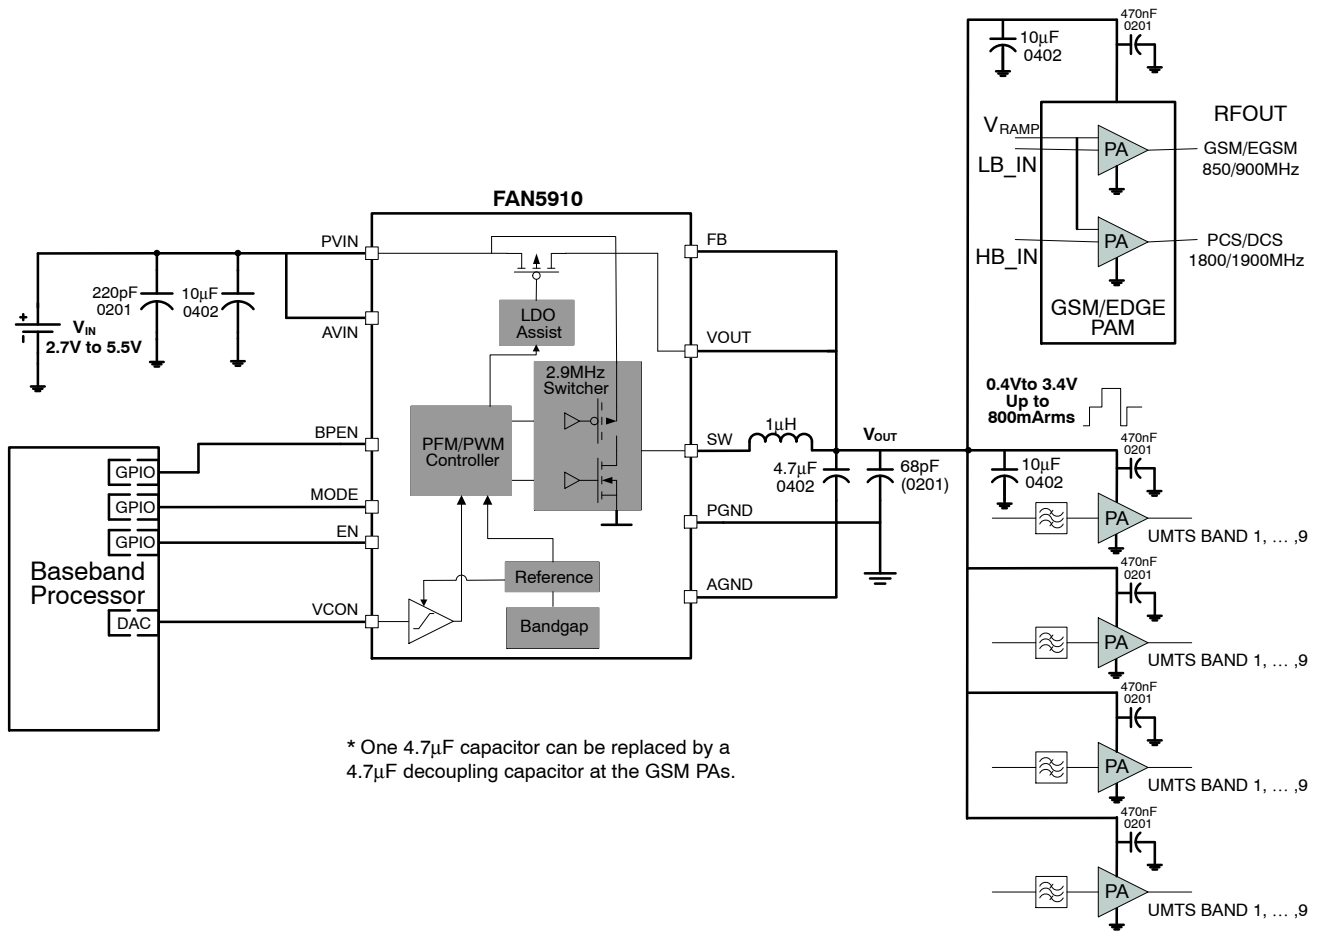 470nF
0201
10µF
0402
RFOUT
VRAMP
PA
GSM/EGSM
850/900MHz
LB_IN
PA
PCS/DCS
1800/1900MHz
HB_IN
GSM/EDGE
PAM
FAN5910
PVIN
FB
220pF
0201
10µF
0402
+
-
VIN
2.7V to 5.5V
AVIN
LDO
Assist
VOUT
2.9MHz
Switcher
0.4Vto 3.4V
Up to
800mArms
BPEN
PFM/PWM
Controller
SW
1µH
VOUT
4.7µF
0402
68pF
(0201)
10µF
0402
470nF
0201
PA
UMTS BAND 1, ... ,9
GPIO
MODE
GPIO
PGND
EN
GPIO
Baseband
Processor
Reference
AGND
VCON
DAC
Bandgap
470nF
0201
PA
UMTS BAND 1, ... ,9
470nF
0201
PA
UMTS BAND 1, ... ,9
470nF
0201
PA
UMTS BAND 1, ... ,9
* One 4.7µF capacitor can be replaced by a
4.7µF decoupling capacitor at the GSM PAs.